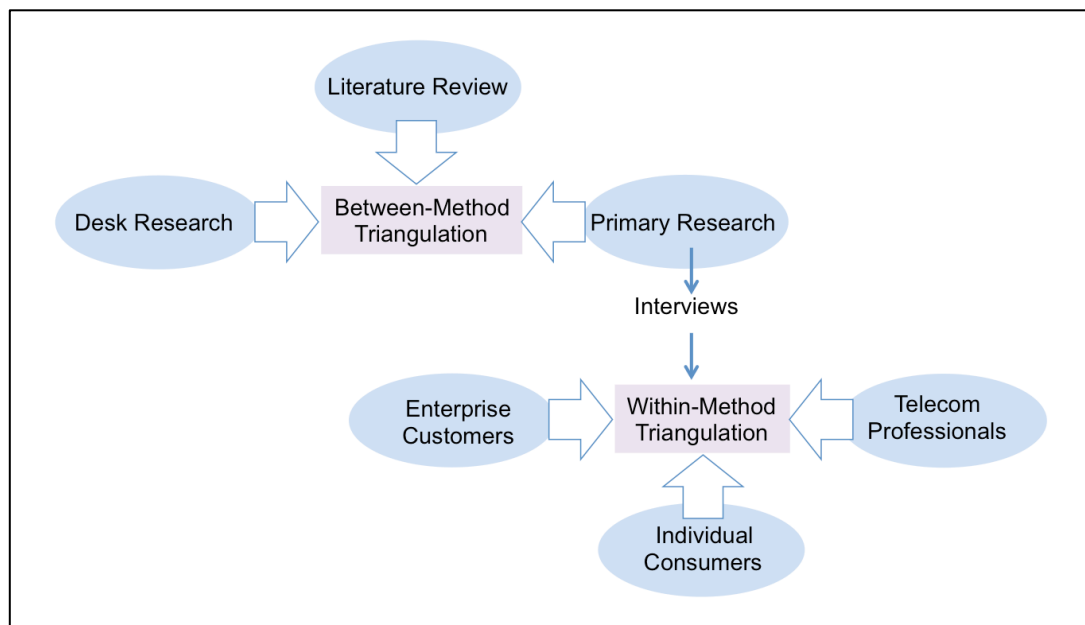 Literature Review
Desk Research
Between-Method
Triangulation
Primary Research
Interviews
Enterprise
Customers
Within-Method
Triangulation
Telecom
Professionals
Individual
Consumers